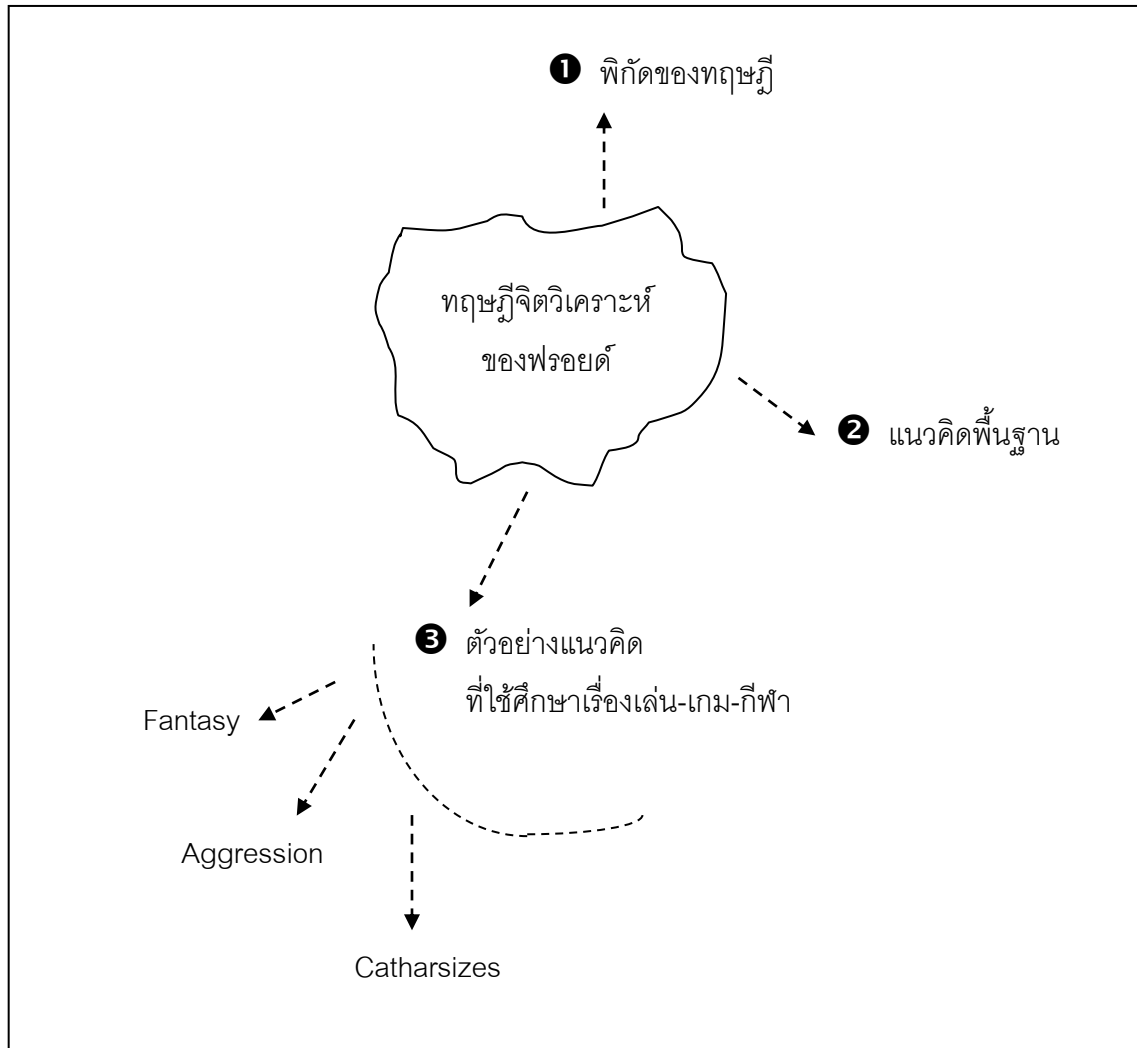 ❶ พิกัดของทฤษฎี
ทฤษฎีจิตวิเคราะห์
ของฟรอยด์
❷ แนวคิดพื้นฐาน
❸ ตัวอย่างแนวคิด
ที่ใช้ศึกษาเรื่องเล่น-เกม-กีฬา
Fantasy
Aggression
Catharsizes